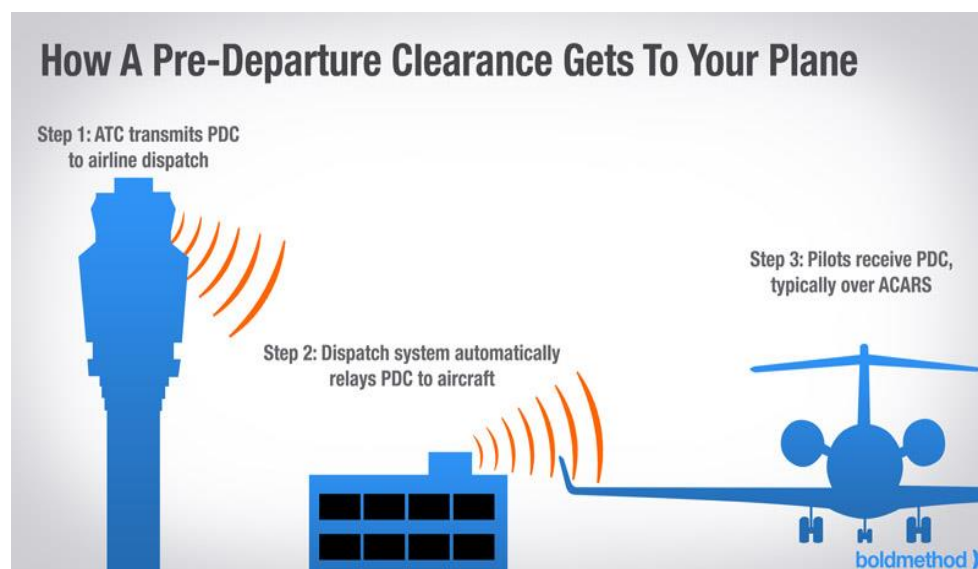 How A Pre-Departure Clearance Gets To Your Plane
Step 1: ATC transmits PDC
to airline dispatch
Step 2: Dispatch system automatically
relays PDC to aircraft
Step 3: Pilots receive PDC,
typically over ACARS
boldmethod